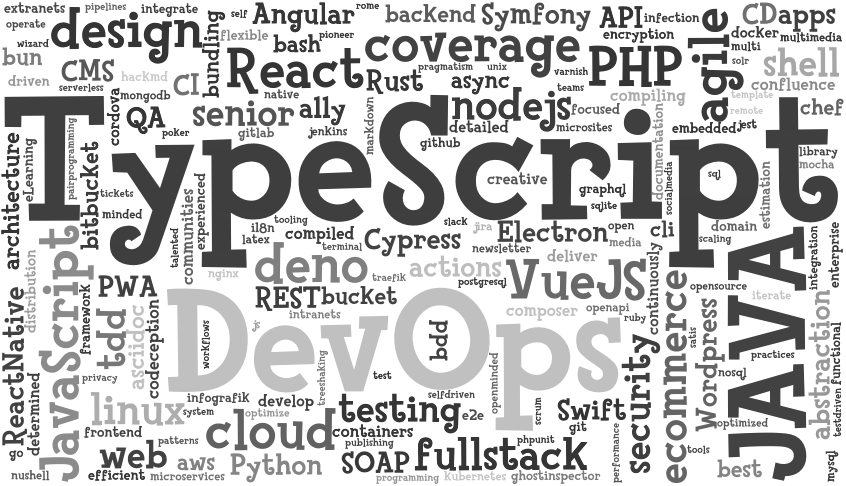 extranets
pipelines
integrate
self
Angular
rome
backend
Symfony
API
infection
CD
apps
operate
design
bundling
flexible
pioneer
bash
coverage
encryption
agile
docker
multimedia
wizard
bun
CMS
React
pragmatism
unix
PHP
multi
solr
shell
driven
hackmd
CI
Rust
async
varnish
teams
confluence
serverless
mongodb
native
compiling
template
cordova
senior
ally
markdown
nodejs
focused
documentation
remote
chef
QA
poker
gitlab
jenkins
detailed
microsites
embedded
jest
github
TypeScript
architecture
eLearning
pairprogramming
bitbucket
library
mocha
creative
graphql
sqlite
socialmedia
sql
estimation
tickets
minded
talented
communities
experienced
tooling
slack
jira
Electron
open
cli
domain
i18n
latex
compiled
Cypress
newsletter
media
scaling
integration
enterprise
terminal
deliver
continuously
JavaScript
distribution
nginx
deno
traefik
actions
postgresql
VueJS
ecommerce
opensource
JAVA
PWA
REST
bucket
iterate
ReactNative
framework
tdd
asciidoc
codeception
DevOps
intranets
composer
openapi
ruby
satis
Wordpress
abstraction
functional
js
workflows
bdd
security
practices
treeshaking
test
openminded
nosql
privacy
determined
linux
infografik
develop
selfdriven
testing
e2e
scrum
Swift
optimized
testdriven
system
optimize
git
go
frontend
patterns
cloud
containers
publishing
phpunit
performance
tools
web
aws
Python
SOAP
fullstack
best
mysql
nushell
efficient
microservices
programming
Kubernetes
ghostinspector